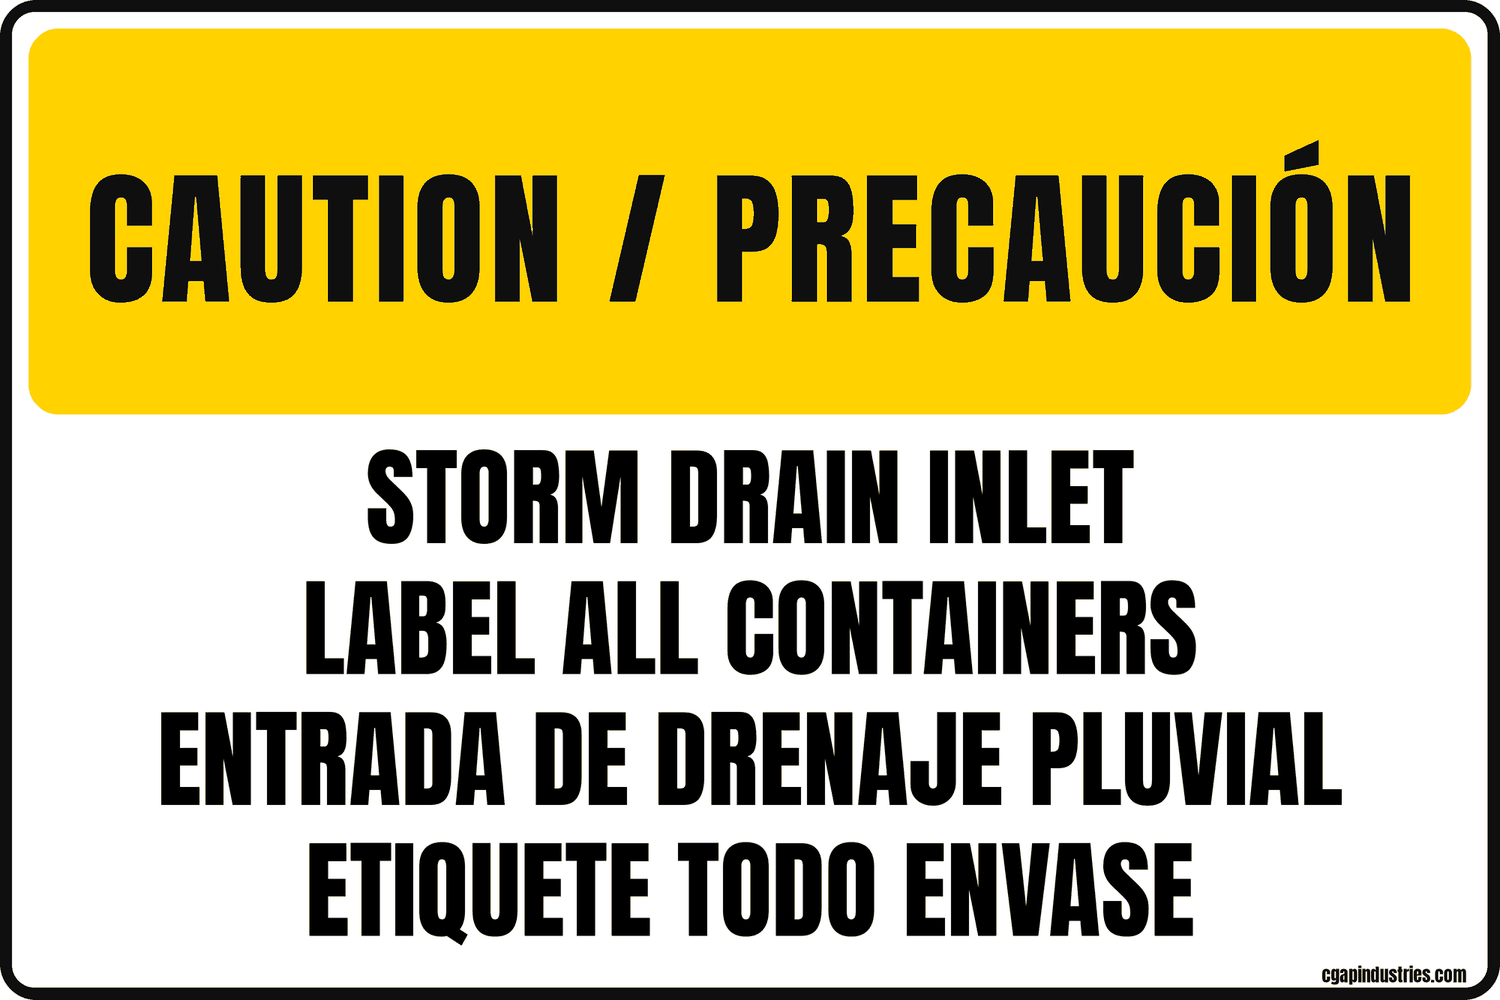 CAUTION / PRECAUCIÓN
STORM DRAIN INLET
LABEL ALL CONTAINERS
ENTRADA DE DRENAJE PLUVIAL
ETIQUETE TODO ENVASE
cgapindustries.com